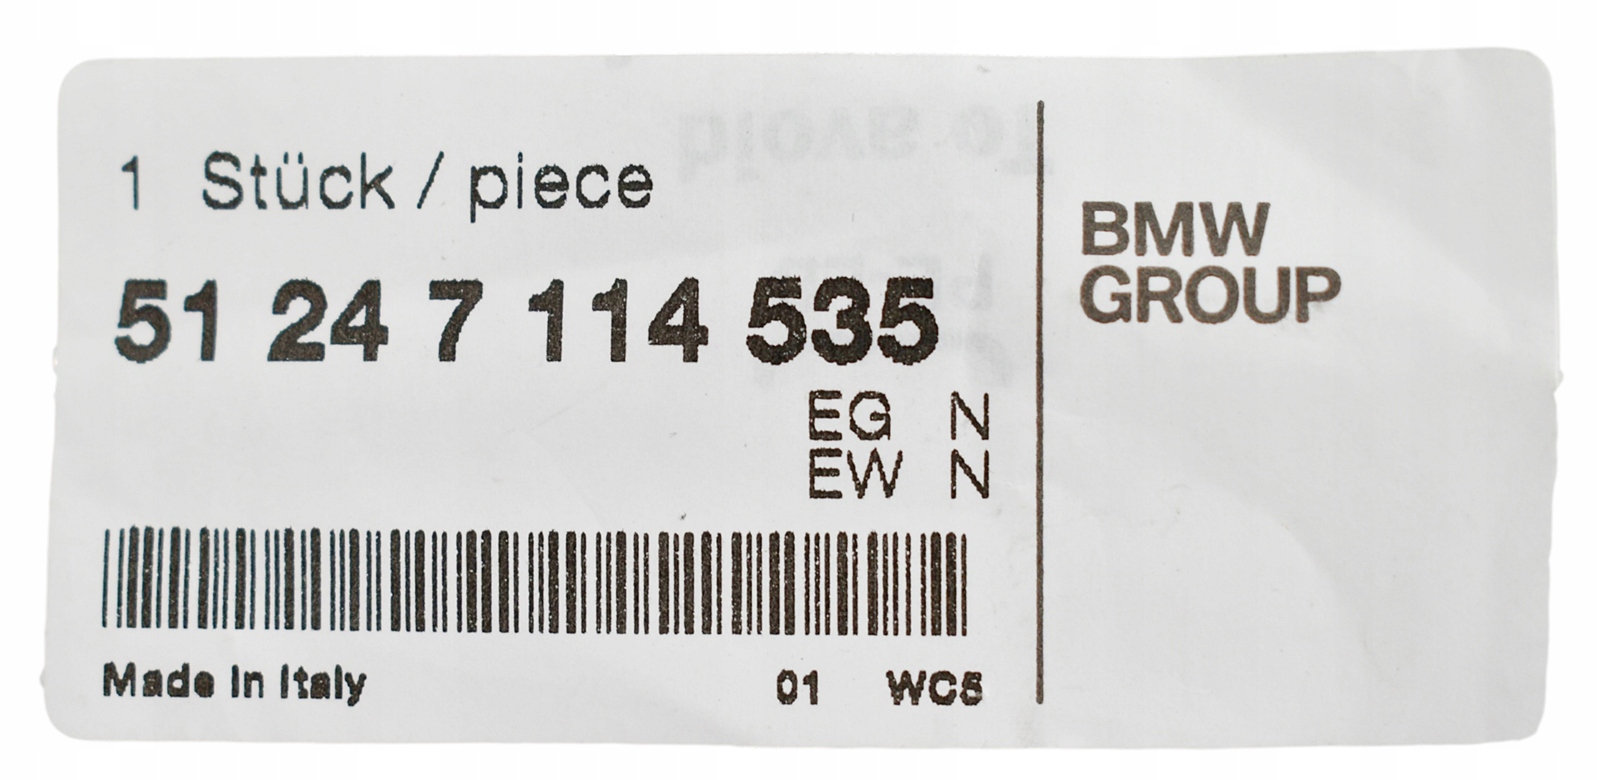 1 Stück / piece
51 24 7 114 535
EG N
EW N
Made In Italy
01 WC5
BMW
GROUP